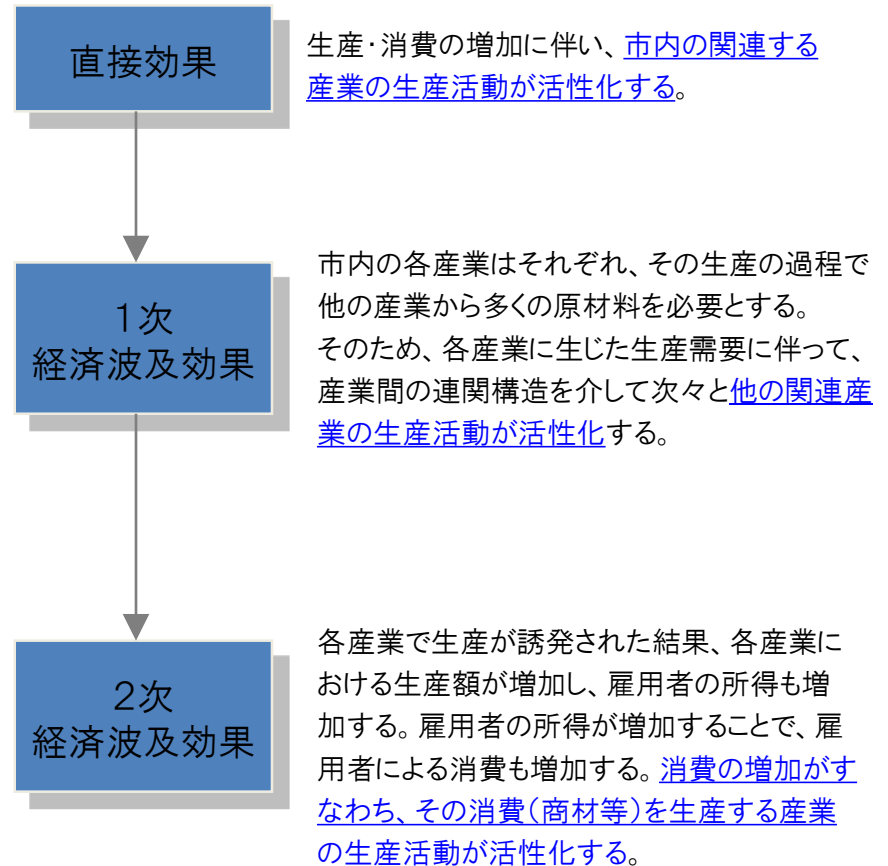 直接効果
生産・消費の増加に伴い、市内の関連する
産業の生産活動が活性化する。
1次
経済波及効果
市内の各産業はそれぞれ、その生産の過程で
他の産業から多くの原材料を必要とする。
そのため、各産業に生じた生産需要に伴って、
産業間の連関構造を介して次々と他の関連産
業の生産活動が活性化する。
2次
経済波及効果
各産業で生産が誘発された結果、各産業に
おける生産額が増加し、雇用者の所得も増
加する。雇用者の所得が増加することで、雇
用者による消費も増加する。消費の増加がす
なわち、その消費（商材等）を生産する産業
の生産活動が活性化する。